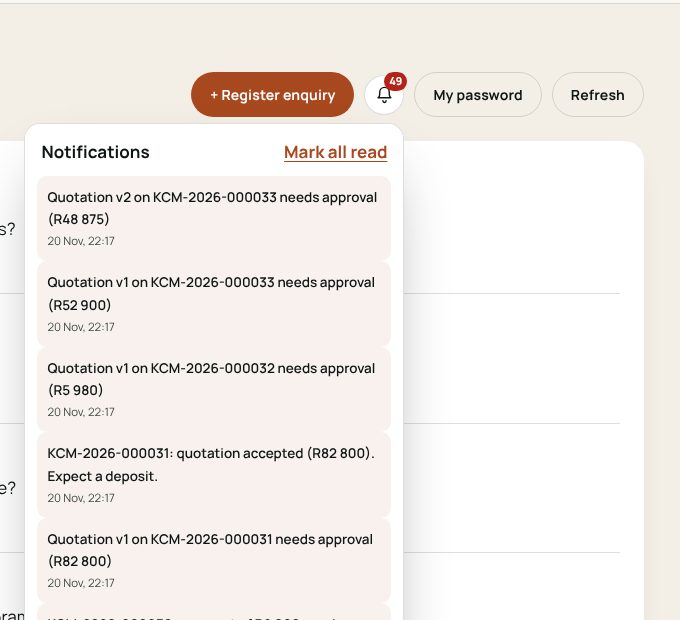 + Register enquiry
49
My password
Refresh
Notifications
Mark all read
Quotation v2 on KCM-2026-000033 needs approval
(R48 875)
20 Nov, 22:17
s?
Quotation v1 on KCM-2026-000033 needs approval
(R52 900)
20 Nov, 22:17
Quotation v1 on KCM-2026-000032 needs approval
(R5 980)
20 Nov, 22:17
KCM-2026-000031: quotation accepted (R82 800).
Expect a deposit.
20 Nov, 22:17
e?
Quotation v1 on KCM-2026-000031 needs approval
(R82 800)
20 Nov, 22:17